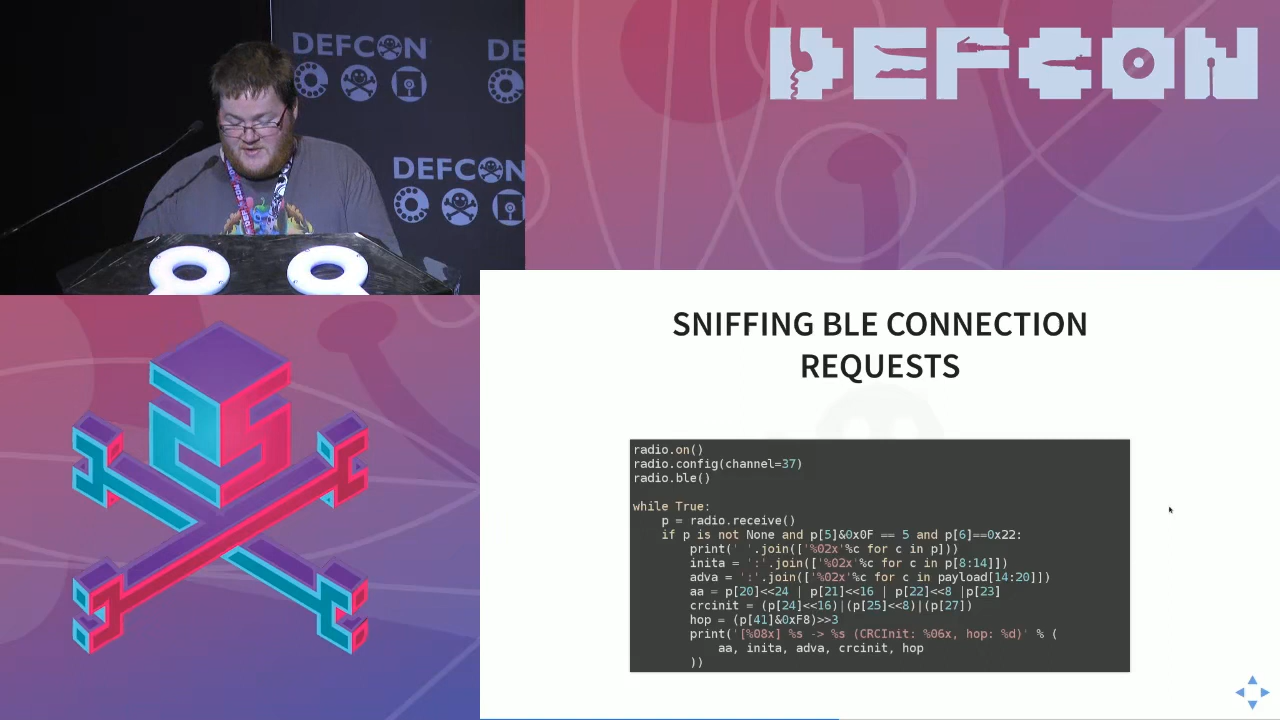 DEFCON
DE
DEFCON
DEFCON
SNIFFING BLE CONNECTION
REQUESTS
radio.on()
radio.config(channel=37)
radio.ble()
while True:
    p = radio.receive()
    if p is not None and p[5]&0x0F == 5 and p[6]==0x22:
        print(' '.join(['%02x'%c for c in p]))
        inita = ':'.join(['%02x'%c for c in p[8:14]])
        adva = ':'.join(['%02x'%c for c in payload[14:20]])
        aa = p[20]<<24 | p[21]<<16 | p[22]<<8 |p[23]
        crcinit = (p[24]<<16)|(p[25]<<8)|(p[27])
        hop = (p[41]&0xF8)>>3
        print('[%08x] %s -> %s (CRCInit: %06x, hop: %d)' % (
            aa, inita, adva, crcinit, hop
        ))